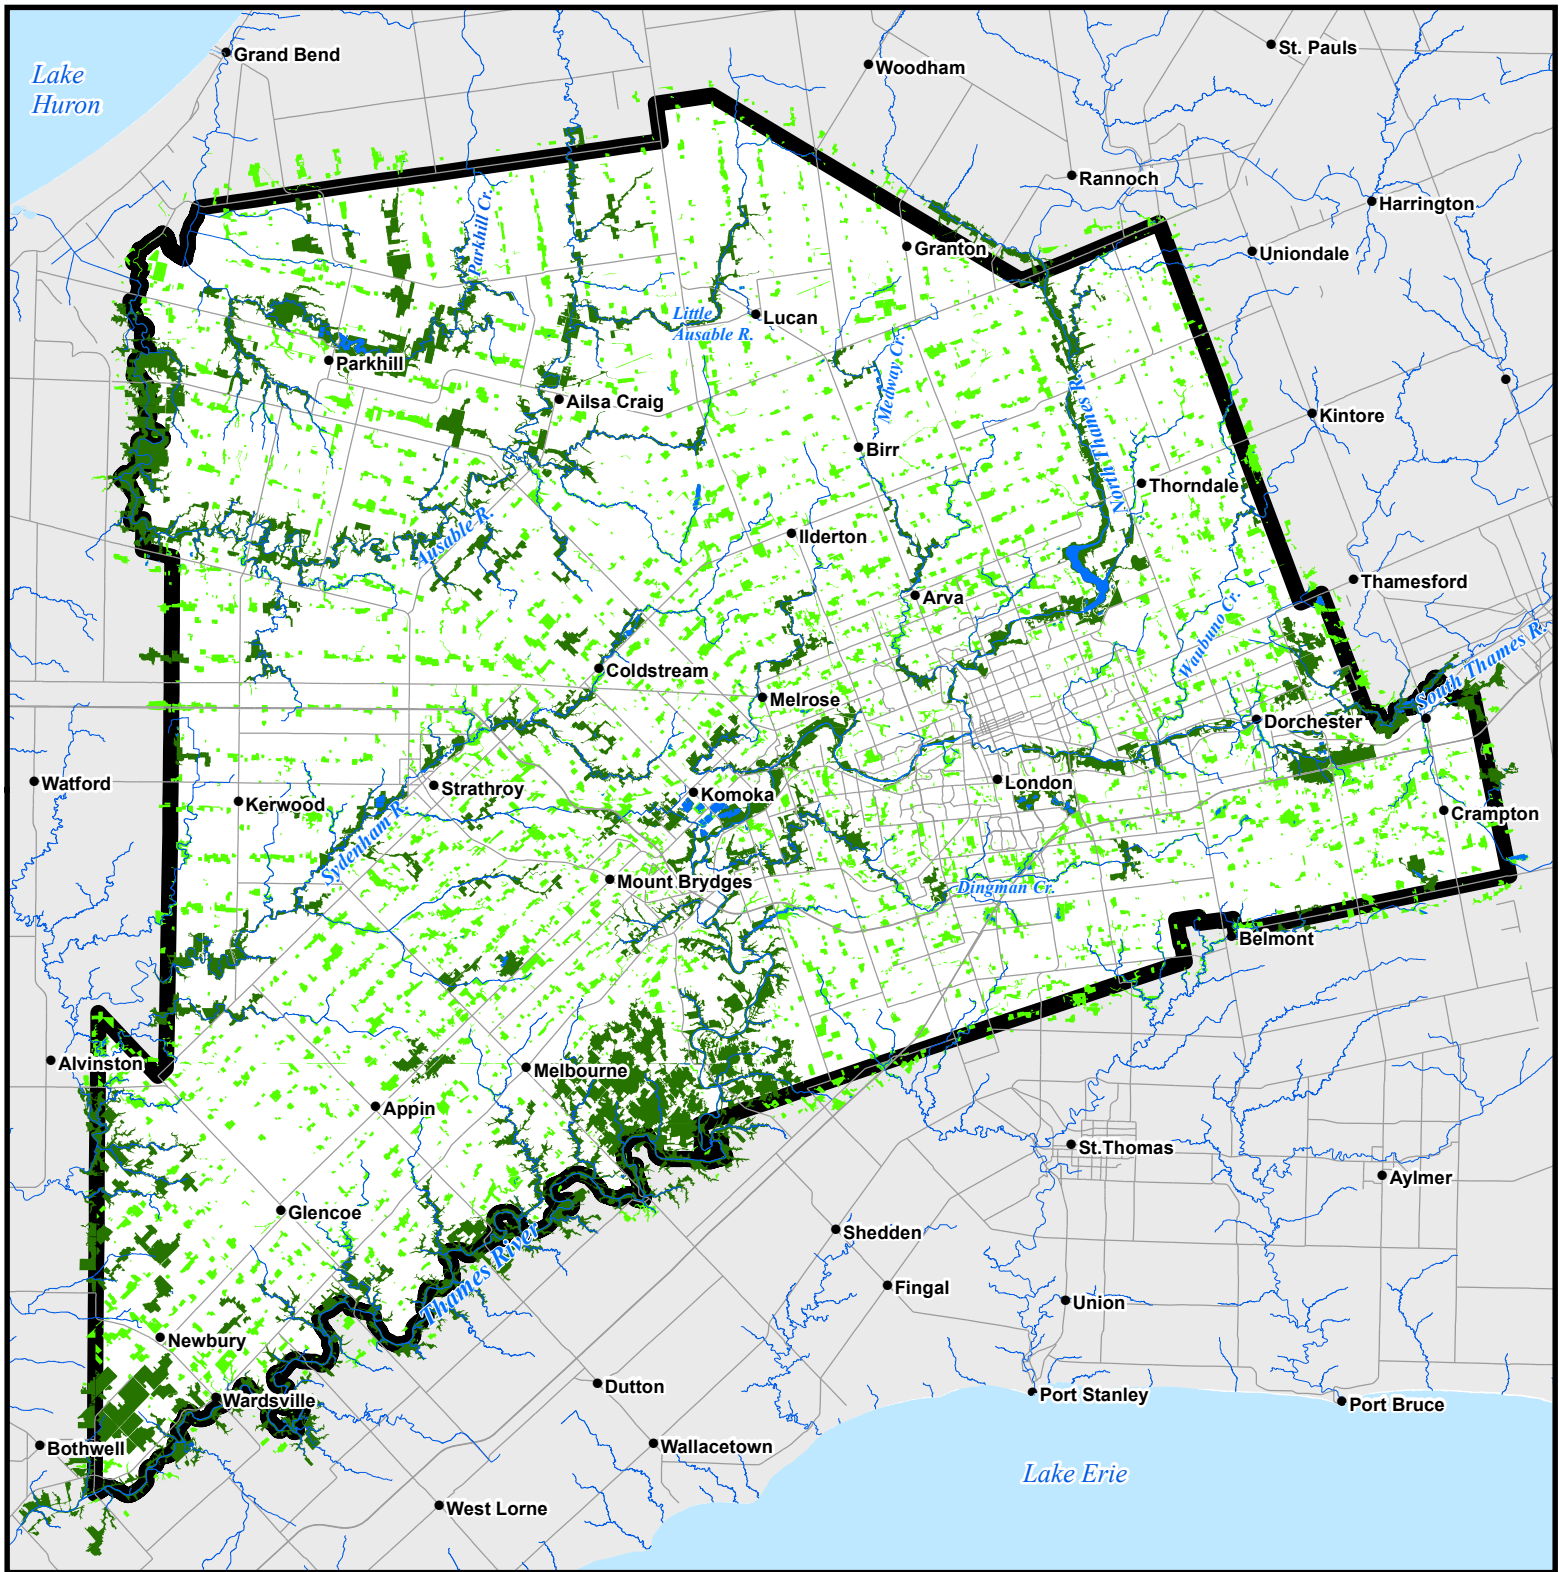 Grand Bend
St. Pauls
Woodham
Lake
Huron
Rannoch
Harrington
Parkhill Cr.
Granton
Uniondale
Little
Ausable R.
Lucan
Parkhill
Medway Cr.
North Thames R.
Ailsa Craig
Kintore
Birr
Thorndale
Ausable R.
Ilderton
Thamesford
Arva
Waubuno Cr.
South Thames R.
Coldstream
Melrose
Dorchester
Watford
Strathroy
Komoka
London
Kerwood
Crampton
Sydenham R.
Mount Brydges
Dingman Cr.
Belmont
Alvinston
Melbourne
Appin
St.Thomas
Aylmer
Glencoe
Shedden
Thames River
Fingal
Union
Newbury
Dutton
Port Stanley
Wardsville
Port Bruce
Bothwell
Wallacetown
Lake Erie
West Lorne